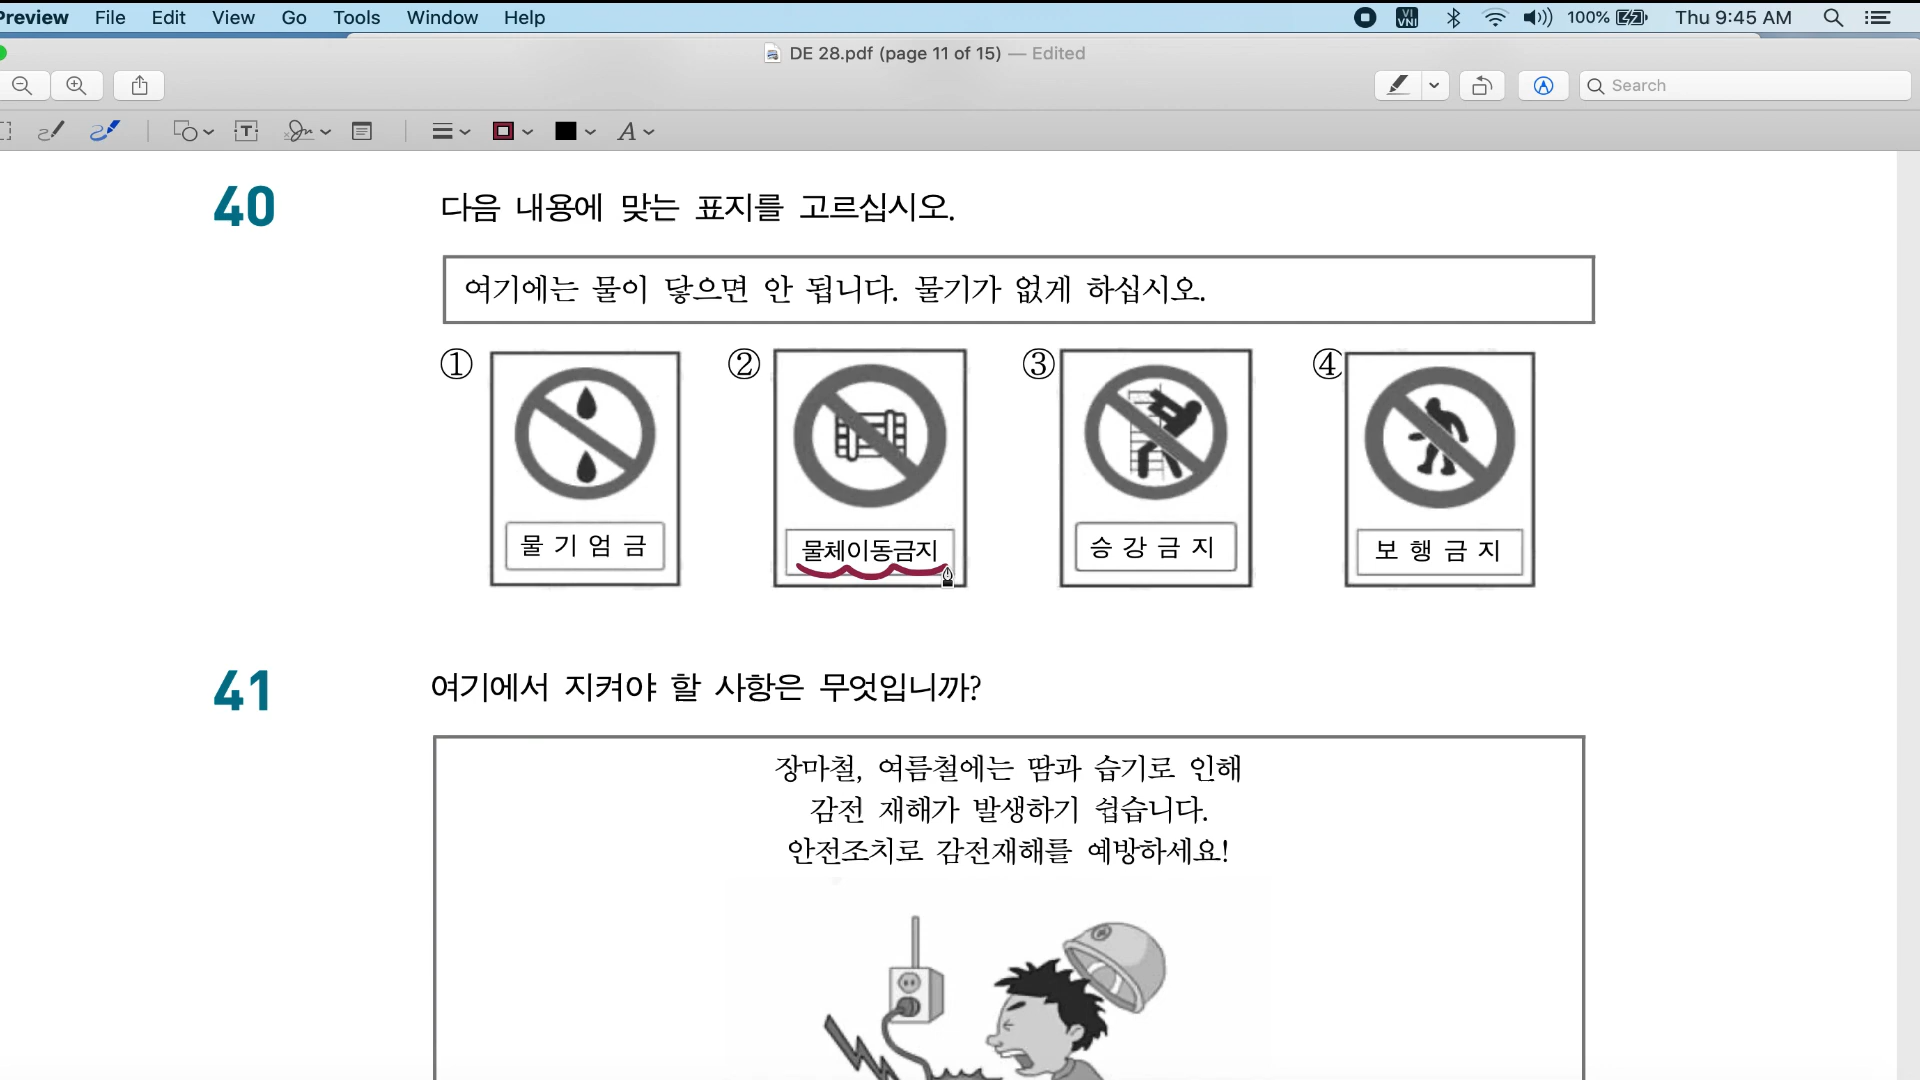 Preview File Edit View Go Tools Window Help VI VNI 100% Thu 9:45 AM
DE 28.pdf (page 11 of 15) — Edited
Search
40 다음 내용에 맞는 표지를 고르십시오.
여기에는 물이 닿으면 안 됩니다. 물기가 없게 하십시오.
① ② ③ ④
물 기 엄 금 물체이동금지 승 강 금 지 보 행 금 지
41 여기에서 지켜야 할 사항은 무엇입니까?
장마철, 여름철에는 땀과 습기로 인해
감전 재해가 발생하기 쉽습니다.
안전조치로 감전재해를 예방하세요!